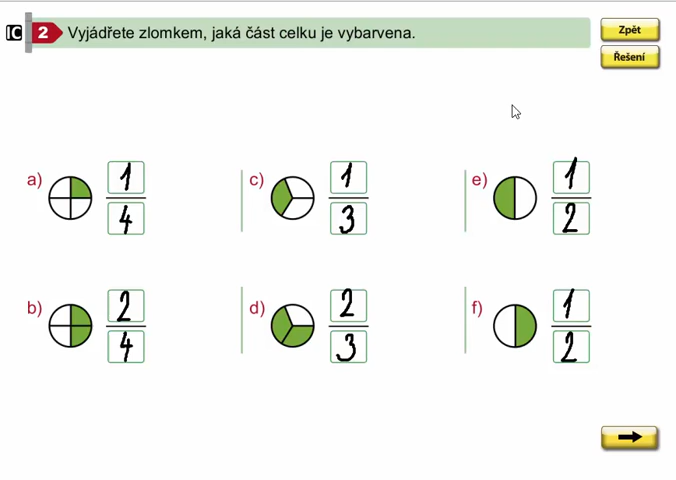 IC 2 Vyjádřete zlomkem, jaká část celku je vybarvena.
Zpět
Řešení
a) 1/4
c) 1/3
e) 1/2
b) 2/4
d) 2/3
f) 1/2